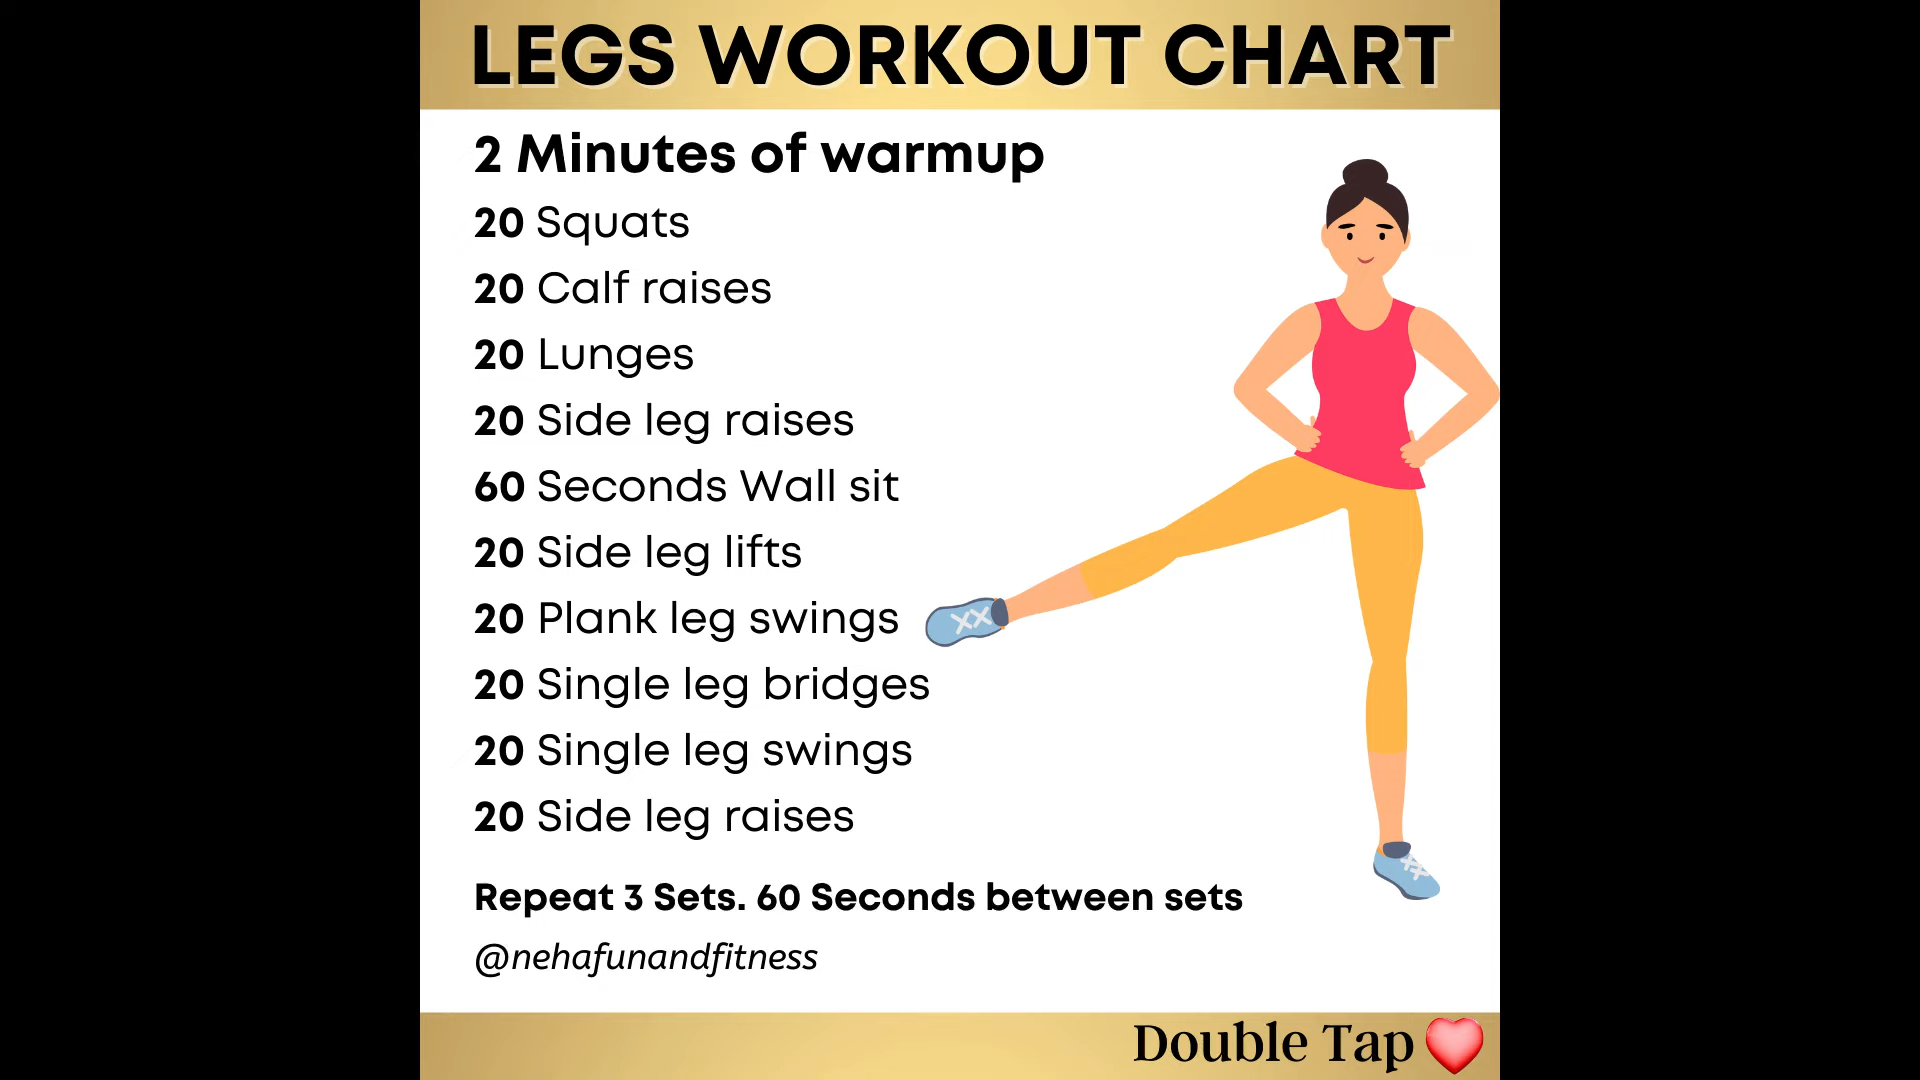 LEGS WORKOUT CHART
2 Minutes of warmup
20 Squats
20 Calf raises
20 Lunges
20 Side leg raises
60 Seconds Wall sit
20 Side leg lifts
20 Plank leg swings
20 Single leg bridges
20 Single leg swings
20 Side leg raises
Repeat 3 Sets. 60 Seconds between sets
@nehafunandfitness
Double Tap